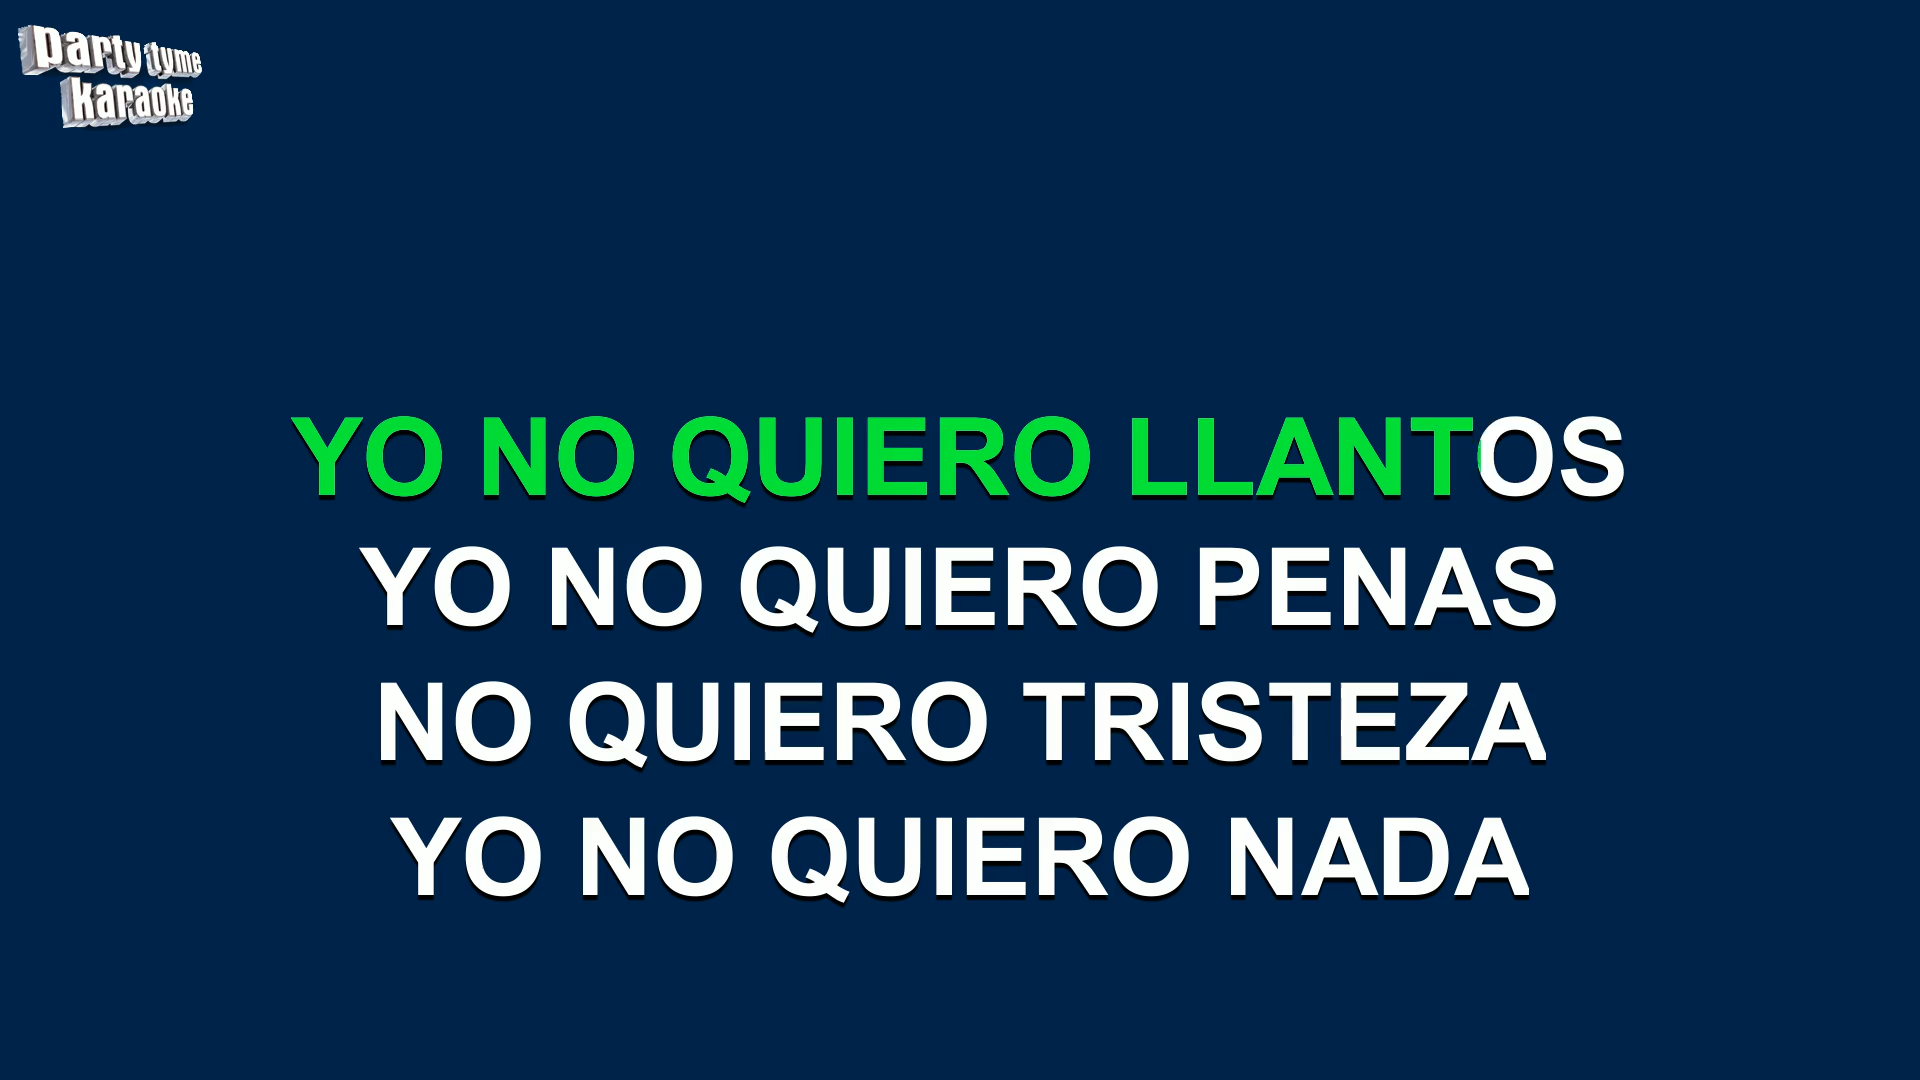 party tyme
karaoke
YO NO QUIERO LLANTOS
YO NO QUIERO PENAS
NO QUIERO TRISTEZA
YO NO QUIERO NADA